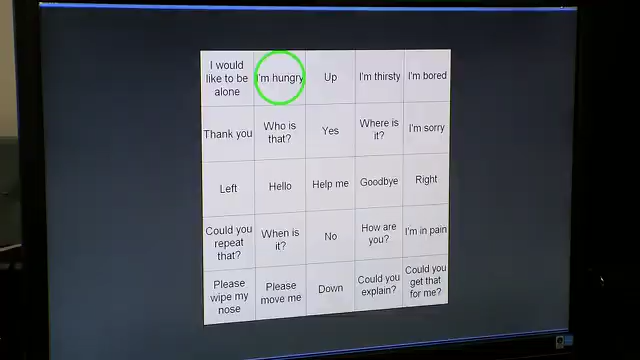 I would
like to be
alone
I'm hungry
Up
I'm thirsty
I'm bored
Thank you
Who is
that?
Yes
Where is
it?
I'm sorry
Left
Hello
Help me
Goodbye
Right
Could you
repeat
that?
When is
it?
No
How are
you?
I'm in pain
Please
wipe my
nose
Please
move me
Down
Could you
explain?
Could you
get that
for me?